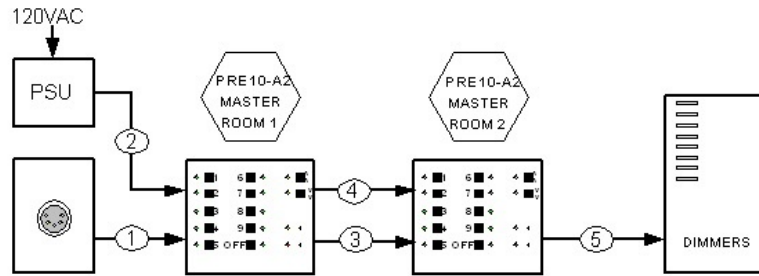 120VAC
PSU
PRE10-A2
MASTER
ROOM 1
PRE10-A2
MASTER
ROOM 2
2
1
1 6
2 7
3 8
4 9
5 OFF
4
3
1 6
2 7
3 8
4 9
5 OFF
5
DIMMERS